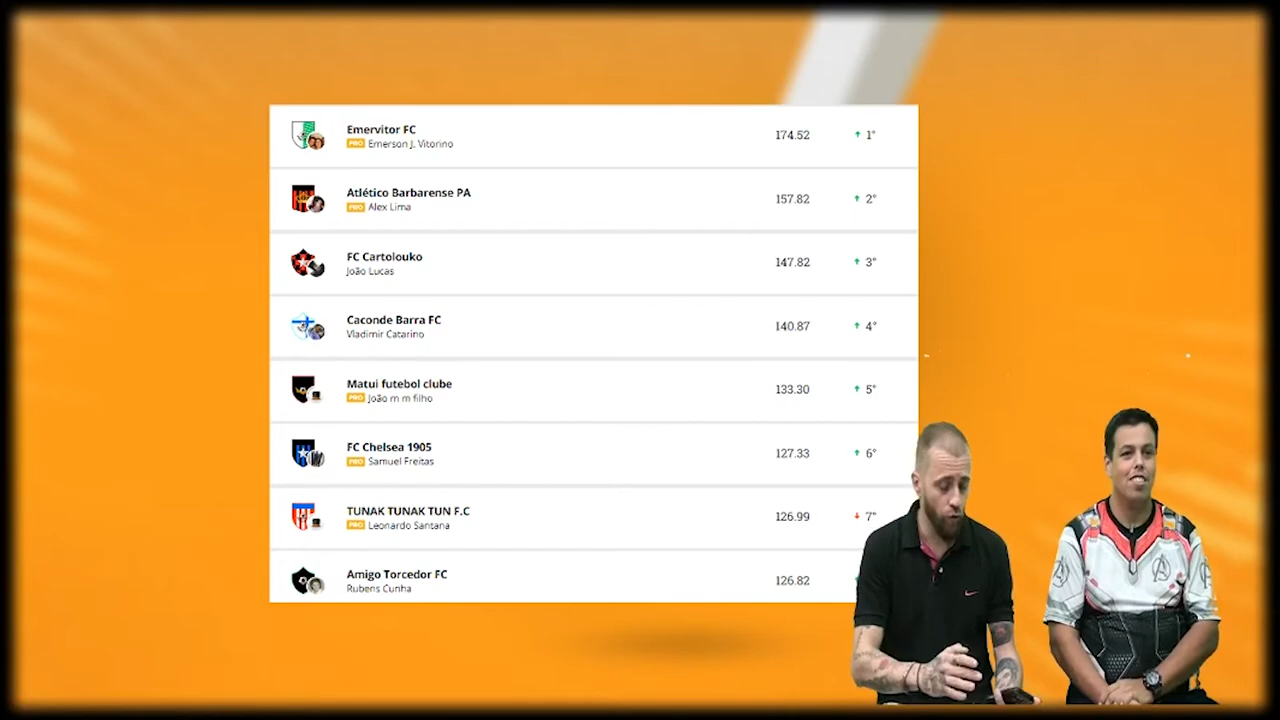 Emervitor FC
PRO Emerson J. Vitorino
174.52
1°
Atlético Barbarense PA
PRO Alex Lima
157.82
2°
FC Cartolouko
João Lucas
147.82
3°
Caconde Barra FC
Vladimir Catarino
140.87
4°
Matui futebol clube
PRO João m m filho
133.30
5°
FC Chelsea 1905
PRO Samuel Freitas
127.33
6°
TUNAK TUNAK TUN F.C
PRO Leonardo Santana
126.99
7°
Amigo Torcedor FC
Rubens Cunha
126.82